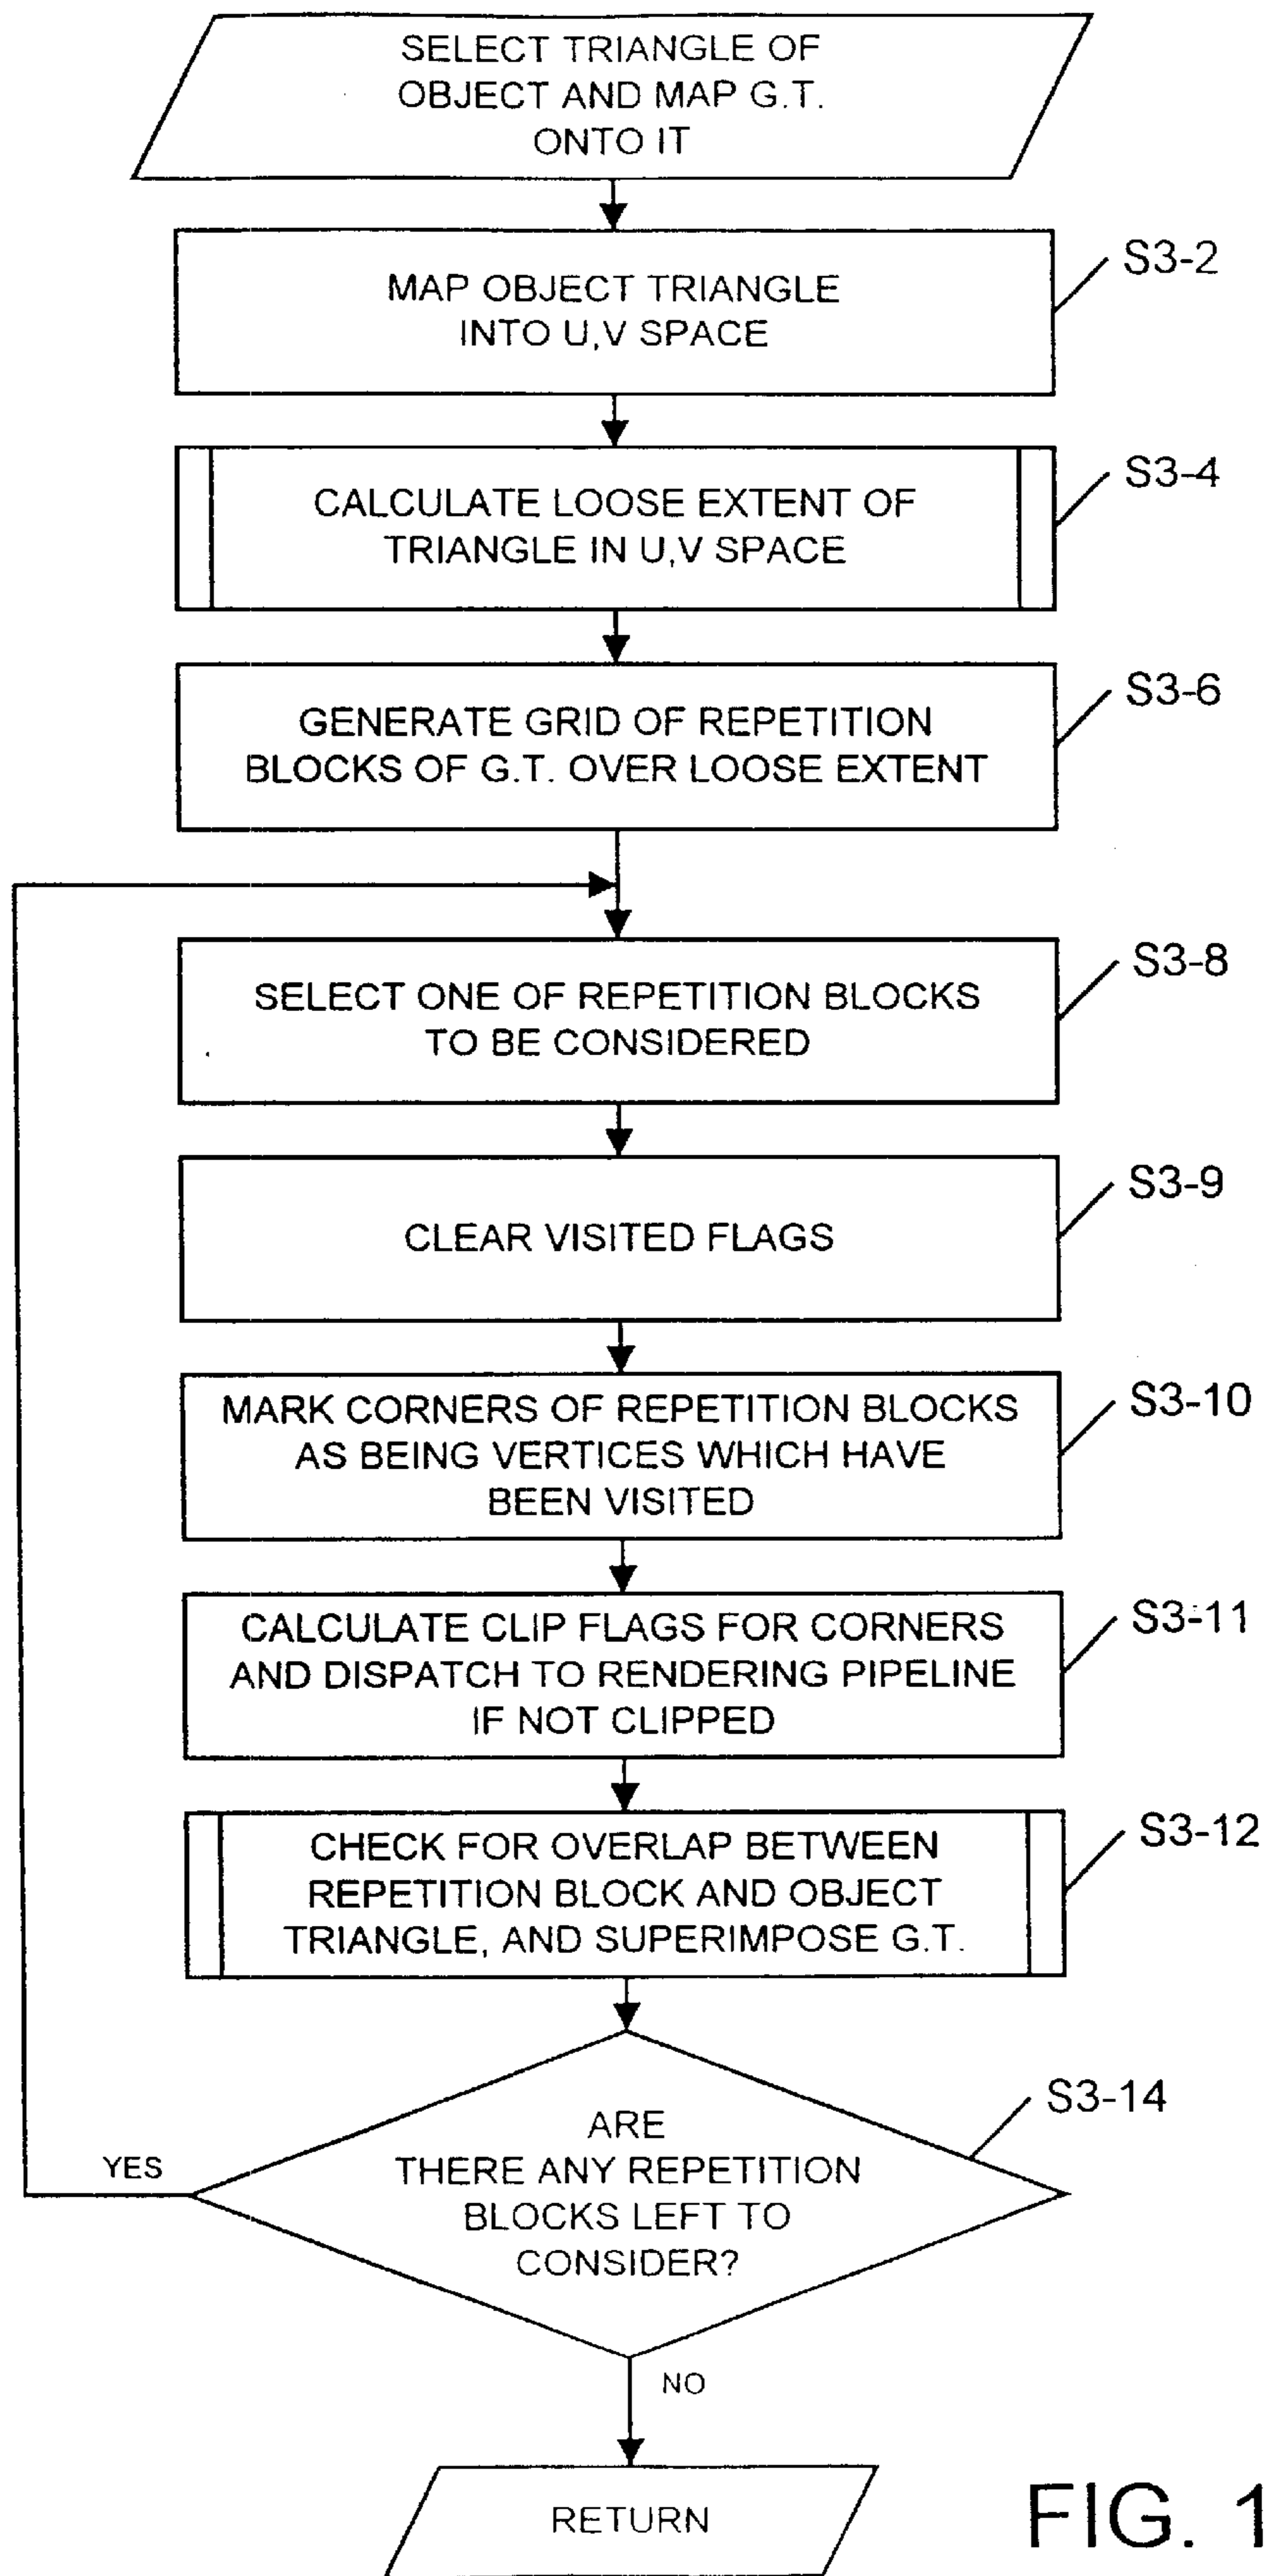 SELECT TRIANGLE OF
OBJECT AND MAP G.T.
ONTO IT
S3-2
MAP OBJECT TRIANGLE
INTO U,V SPACE
S3-4
CALCULATE LOOSE EXTENT OF
TRIANGLE IN U,V SPACE
S3-6
GENERATE GRID OF REPETITION
BLOCKS OF G.T. OVER LOOSE EXTENT
S3-8
SELECT ONE OF REPETITION BLOCKS
TO BE CONSIDERED
S3-9
CLEAR VISITED FLAGS
S3-10
MARK CORNERS OF REPETITION BLOCKS
AS BEING VERTICES WHICH HAVE
BEEN VISITED
S3-11
CALCULATE CLIP FLAGS FOR CORNERS
AND DISPATCH TO RENDERING PIPELINE
IF NOT CLIPPED
S3-12
CHECK FOR OVERLAP BETWEEN
REPETITION BLOCK AND OBJECT
TRIANGLE, AND SUPERIMPOSE G.T.
S3-14
ARE
THERE ANY REPETITION
BLOCKS LEFT TO
CONSIDER?
YES
NO
RETURN
FIG. 1